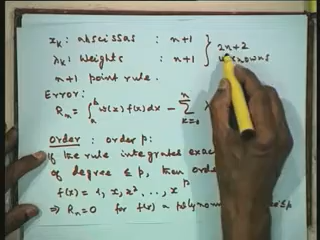 x_k : abscissas : n+1 } 2n+2
λ_k : Weights : n+1 } unknowns
n+1 point rule.
Error:
R_n = ∫_a^b w(x) f(x) dx − Σ_{k=0}^n λ
order : order p :
If the rule integrates exac
of degree ≤ p, then order
f(x) = 1, x, x², ..., x^p
⇒ R_n = 0 for f(x) a polynom ≤ p